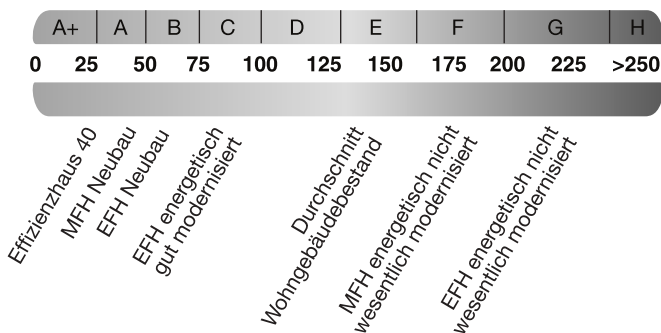 A+ A B C D E F G H
0 25 50 75 100 125 150 175 200 225 >250
Effizienzhaus 40
MFH Neubau
EFH Neubau
EFH energetisch
gut modernisiert
Durchschnitt
Wohngebäudebestand
MFH energetisch nicht
wesentlich modernisiert
EFH energetisch nicht
wesentlich modernisiert